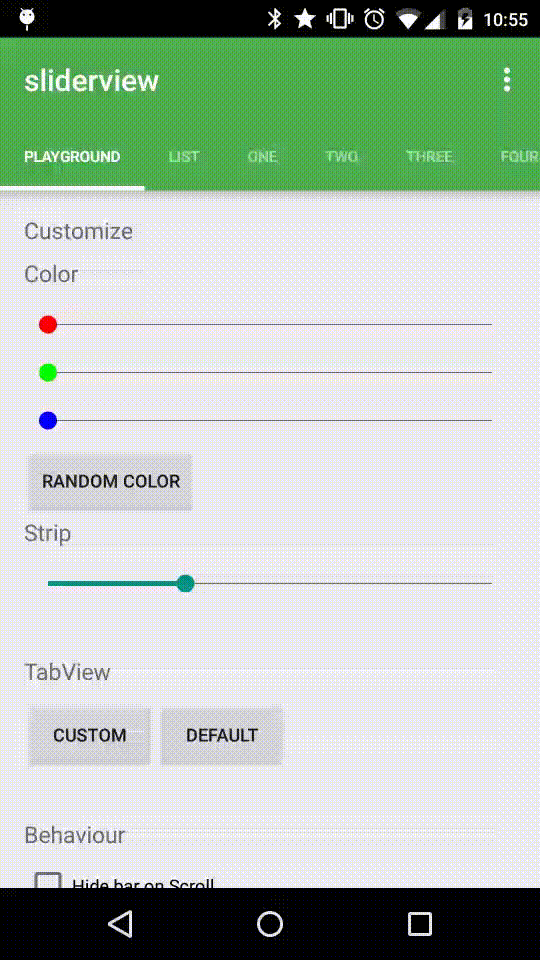 10:55
sliderview
PLAYGROUND LIST ONE TWO THREE FOUR
Customize
Color
RANDOM COLOR
Strip
TabView
CUSTOM DEFAULT
Behaviour
Hide bar on Scroll